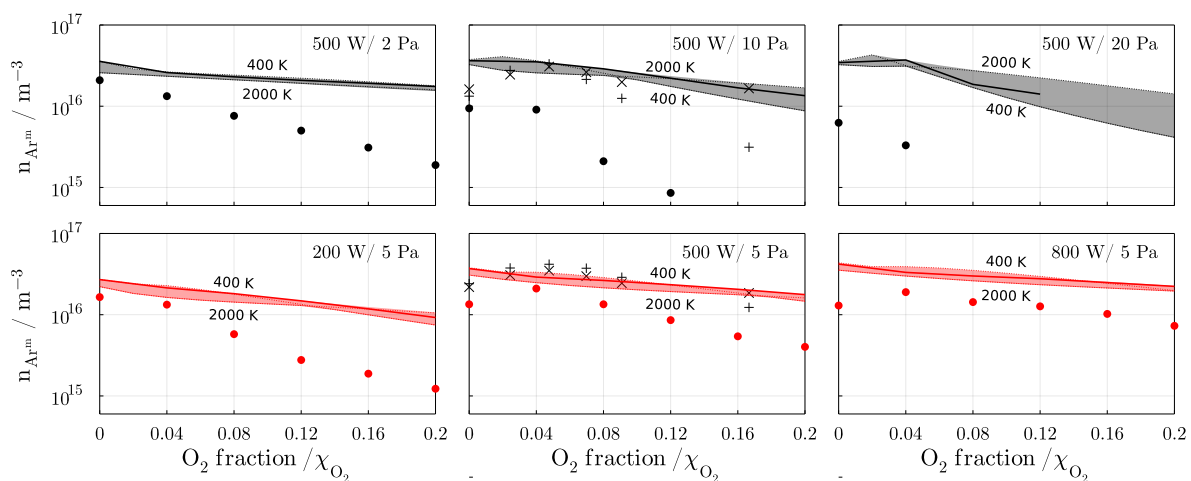 10^17
10^16
10^15
n_Ar^m / m^−3
500 W/ 2 Pa
400 K
2000 K
500 W/ 10 Pa
2000 K
400 K
500 W/ 20 Pa
2000 K
400 K
10^17
10^16
10^15
n_Ar^m / m^−3
200 W/ 5 Pa
400 K
2000 K
500 W/ 5 Pa
400 K
2000 K
800 W/ 5 Pa
400 K
2000 K
0 0.04 0.08 0.12 0.16 0.2
0 0.04 0.08 0.12 0.16 0.2
0 0.04 0.08 0.12 0.16 0.2
O₂ fraction /χ_O₂
O₂ fraction /χ_O₂
O₂ fraction /χ_O₂